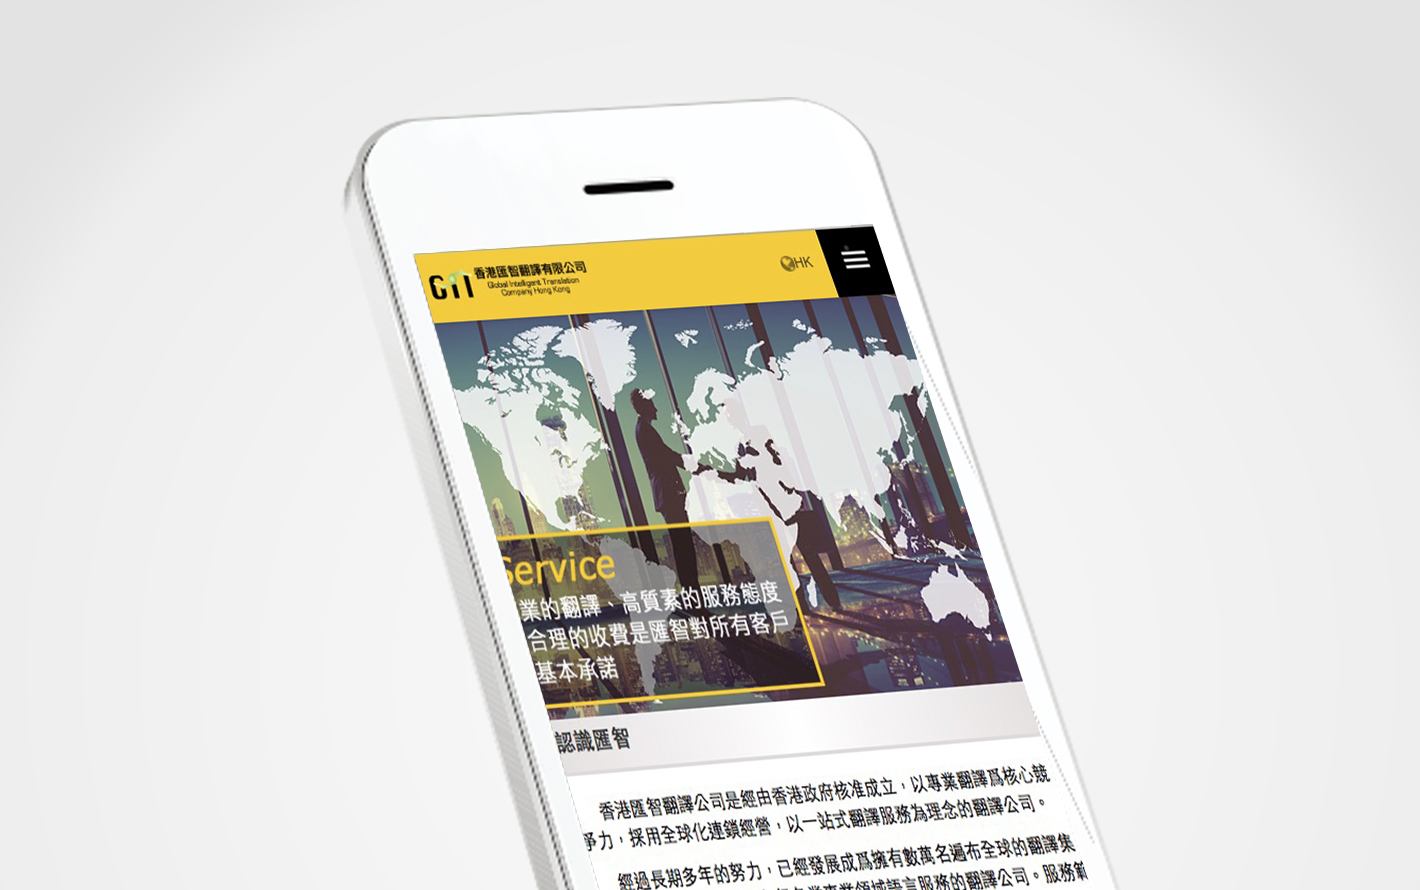 GITI
香港匯智翻譯有限公司
Global Intelligent Translation
Company Hong Kong
HK
Service
業的翻譯、高質素的服務態度
合理的收費是匯智對所有客戶
基本承諾
認識匯智
香港匯智翻譯公司是經由香港政府核准成立，以專業翻譯爲核心競
爭力，採用全球化連鎖經營，以一站式翻譯服務為理念的翻譯公司。
經過長期多年的努力，已經發展成爲擁有數萬名遍布全球的翻譯集
業專業領域語言服務的翻譯公司。服務範